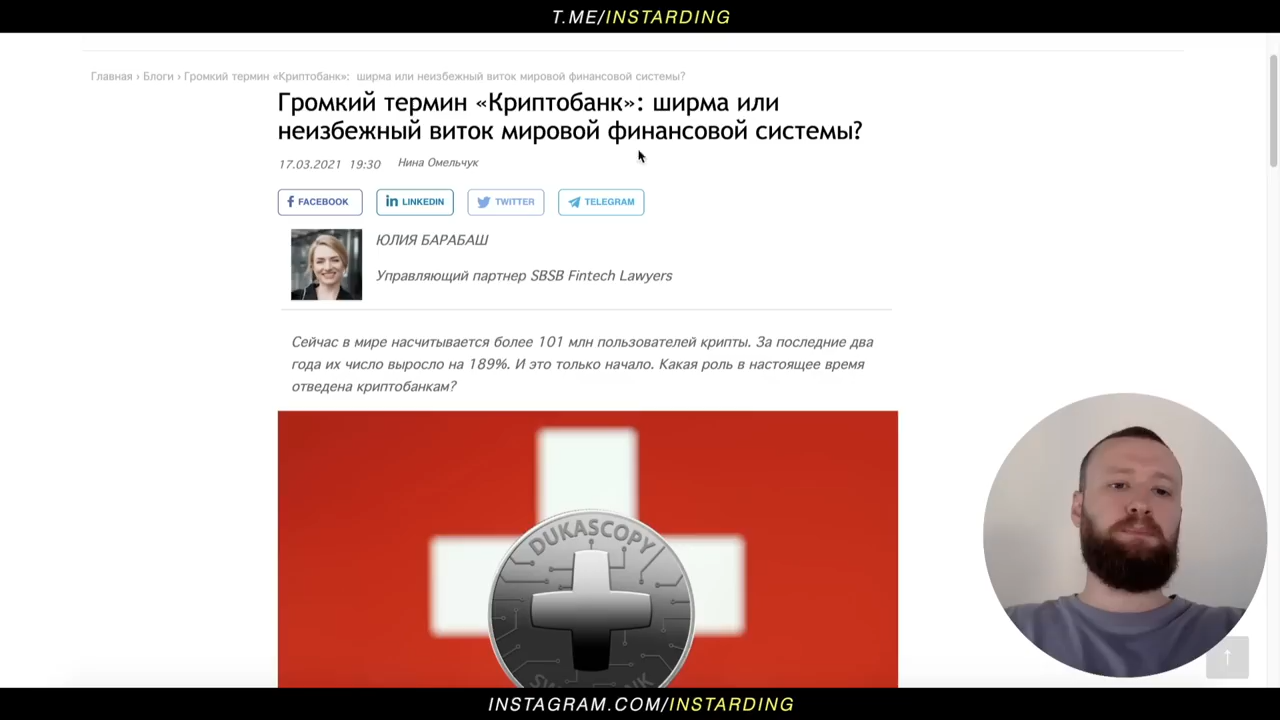 T.ME/INSTARDING
Главная › Блоги › Громкий термин «Криптобанк»: ширма или неизбежный виток мировой финансовой системы?
Громкий термин «Криптобанк»: ширма или
неизбежный виток мировой финансовой системы?
17.03.2021 19:30 Нина Омельчук
FACEBOOK LINKEDIN TWITTER TELEGRAM
ЮЛИЯ БАРАБАШ
Управляющий партнер SBSB Fintech Lawyers
Сейчас в мире насчитывается более 101 млн пользователей крипты. За последние два
года их число выросло на 189%. И это только начало. Какая роль в настоящее время
отведена криптобанкам?
DUKASCOPY
INSTAGRAM.COM/INSTARDING